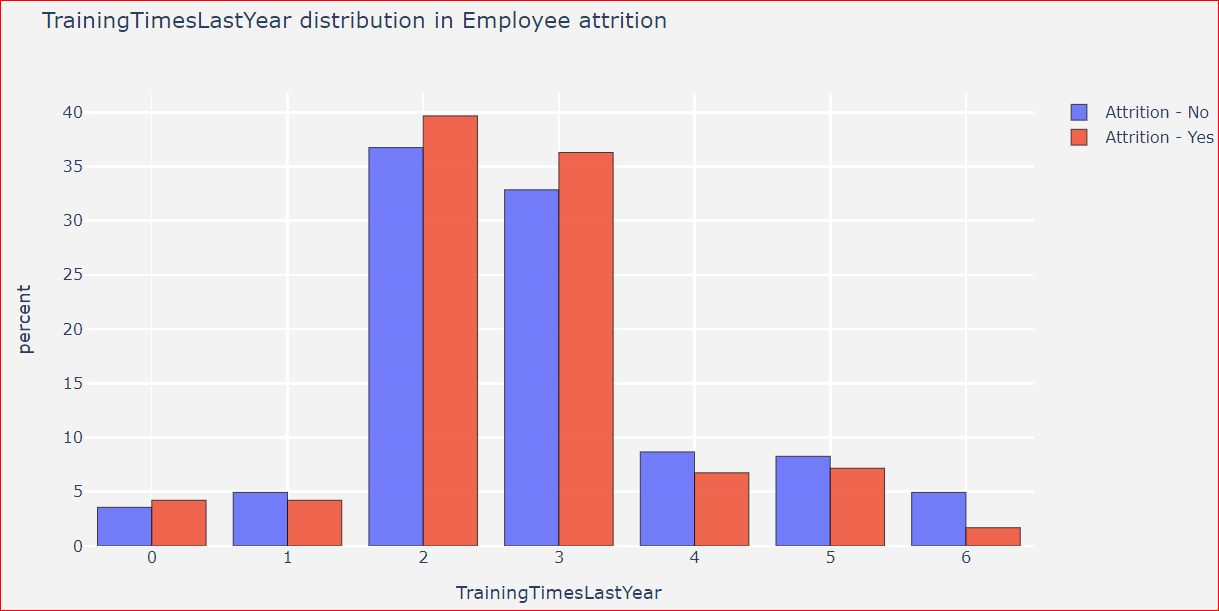 TrainingTimesLastYear distribution in Employee attrition
Attrition - No
Attrition - Yes
percent
40
35
30
25
20
15
10
5
0
0 1 2 3 4 5 6
TrainingTimesLastYear